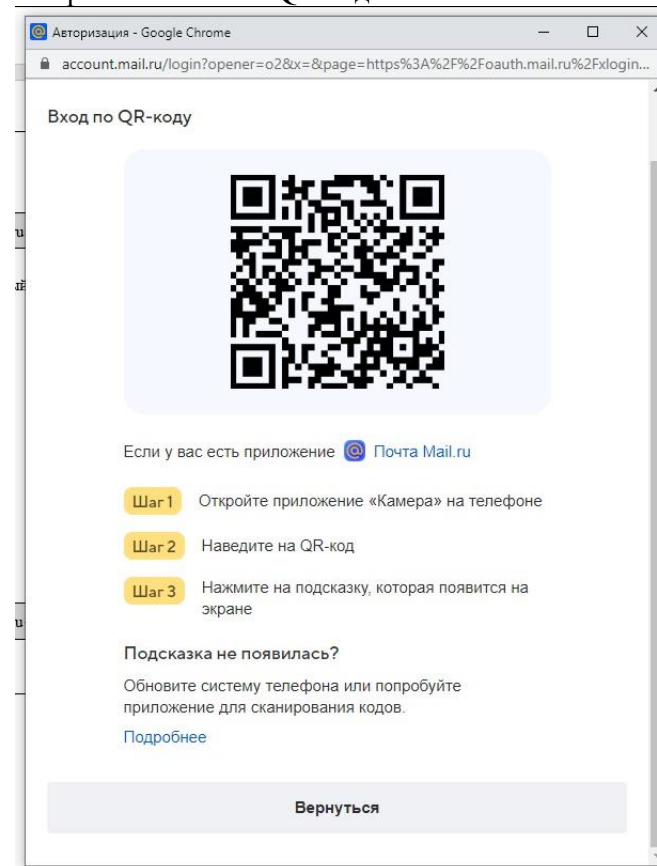 Авторизация - Google Chrome
account.mail.ru/login?opener=o2&x=&page=https%3A%2F%2Foauth.mail.ru%2Fxlogin...
Вход по QR-коду
Если у вас есть приложение Почта Mail.ru
Шаг 1 Откройте приложение «Камера» на телефоне
Шаг 2 Наведите на QR-код
Шаг 3 Нажмите на подсказку, которая появится на
экране
Подсказка не появилась?
Обновите систему телефона или попробуйте
приложение для сканирования кодов.
Подробнее
Вернуться